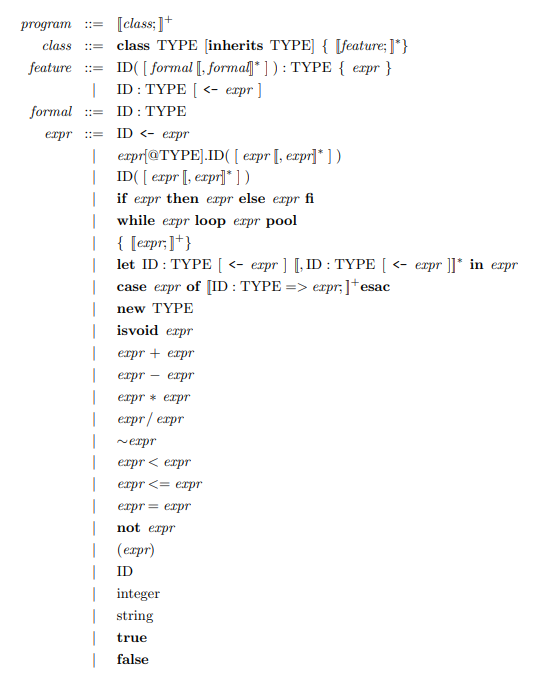 program ::= ⟦class;⟧⁺
class ::= class TYPE [inherits TYPE] { ⟦feature;⟧*}
feature ::= ID( [ formal ⟦,formal⟧* ] ) : TYPE { expr }
| ID : TYPE [ <- expr ]
formal ::= ID : TYPE
expr ::= ID <- expr
| expr[@TYPE].ID( [ expr ⟦, expr⟧* ] )
| ID( [ expr ⟦, expr⟧* ] )
| if expr then expr else expr fi
| while expr loop expr pool
| { ⟦expr;⟧⁺}
| let ID : TYPE [ <- expr ] ⟦, ID : TYPE [ <- expr ]⟧* in expr
| case expr of ⟦ID : TYPE => expr;⟧⁺esac
| new TYPE
| isvoid expr
| expr + expr
| expr − expr
| expr ∗ expr
| expr / expr
| ∼expr
| expr < expr
| expr <= expr
| expr = expr
| not expr
| (expr)
| ID
| integer
| string
| true
| false